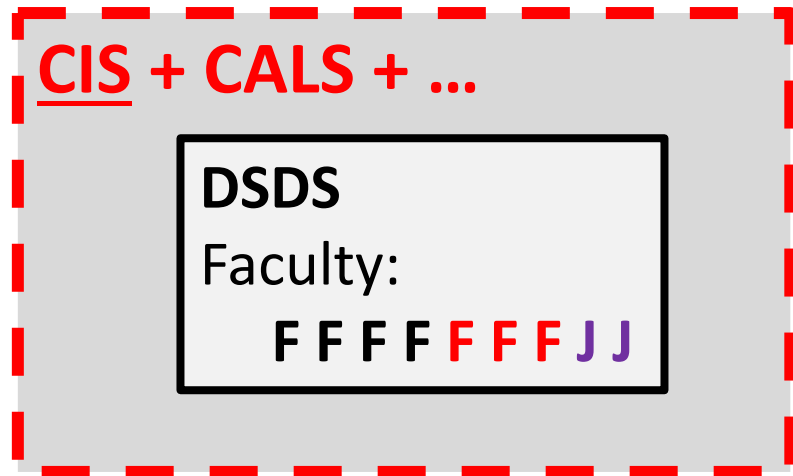 CIS + CALS + …
DSDS
Faculty:
F F F F F F F J J